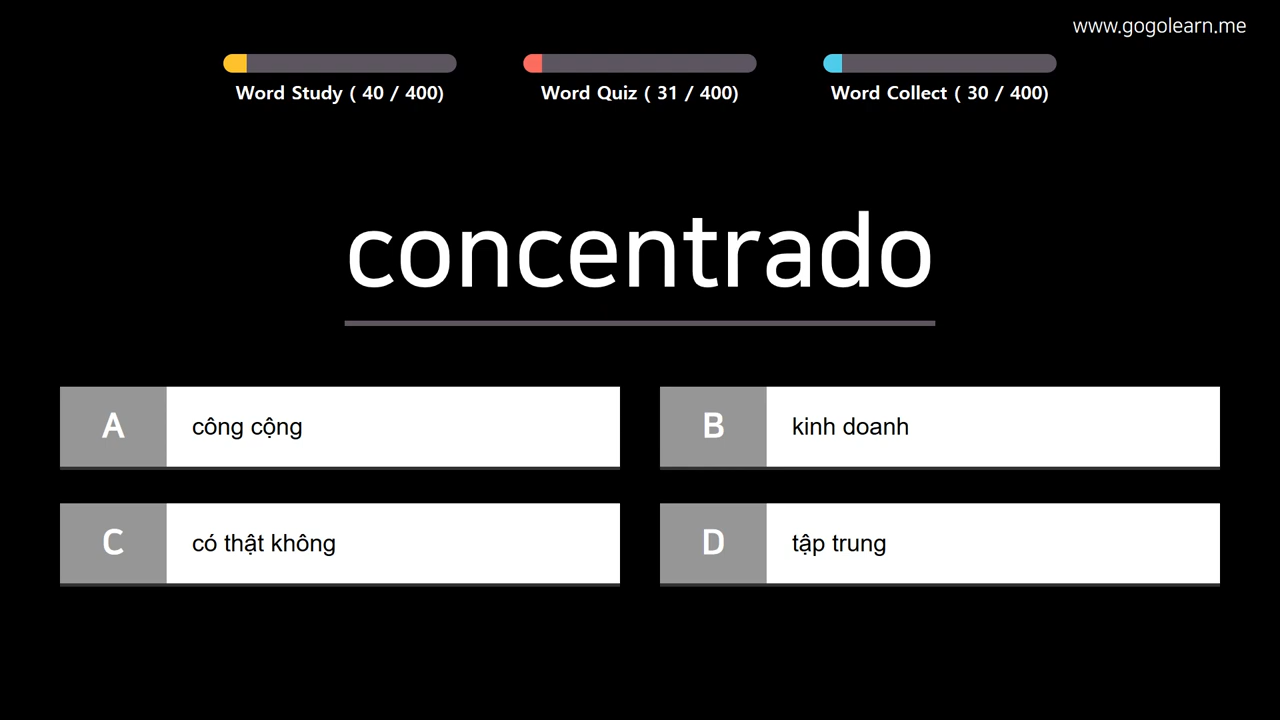 www.gogolearn.me
Word Study ( 40 / 400)
Word Quiz ( 31 / 400)
Word Collect ( 30 / 400)
concentrado
A công cộng
B kinh doanh
C có thật không
D tập trung